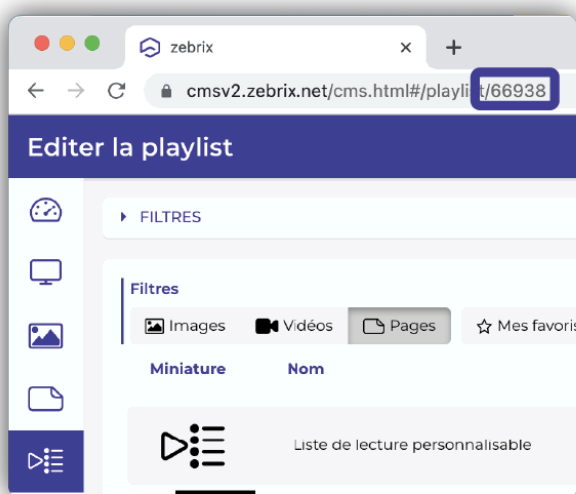 zebrix
cmsv2.zebrix.net/cms.html#/playlist/66938
Editer la playlist
FILTRES
Filtres
Images Vidéos Pages Mes favoris
Miniature Nom
Liste de lecture personnalisable